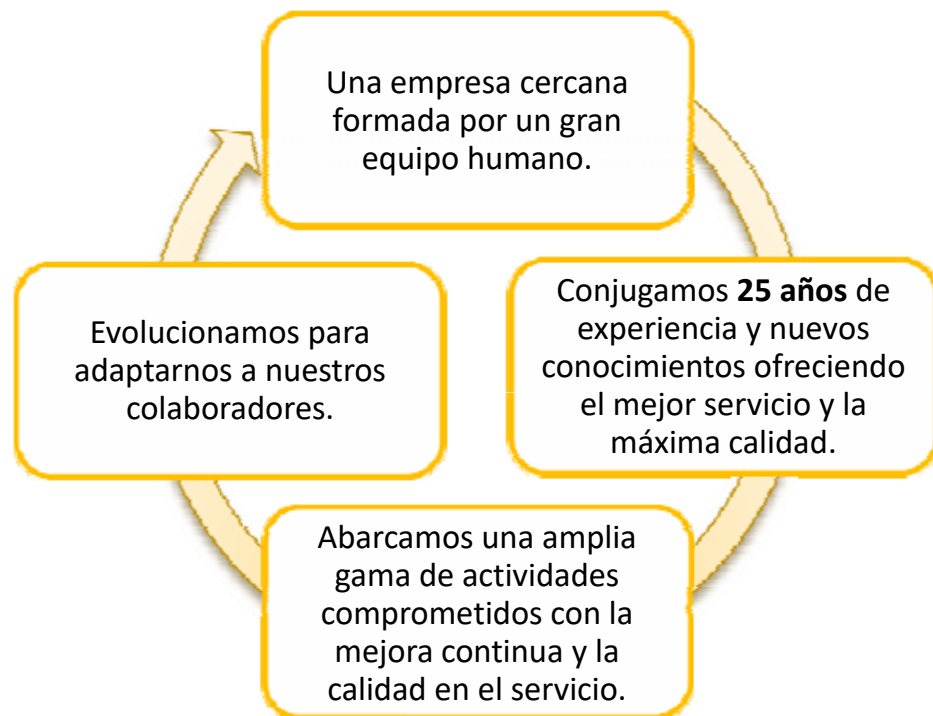 Una empresa cercana
formada por un gran
equipo humano.
Conjugamos 25 años de
experiencia y nuevos
conocimientos ofreciendo
el mejor servicio y la
máxima calidad.
Abarcamos una amplia
gama de actividades
comprometidos con la
mejora continua y la
calidad en el servicio.
Evolucionamos para
adaptarnos a nuestros
colaboradores.